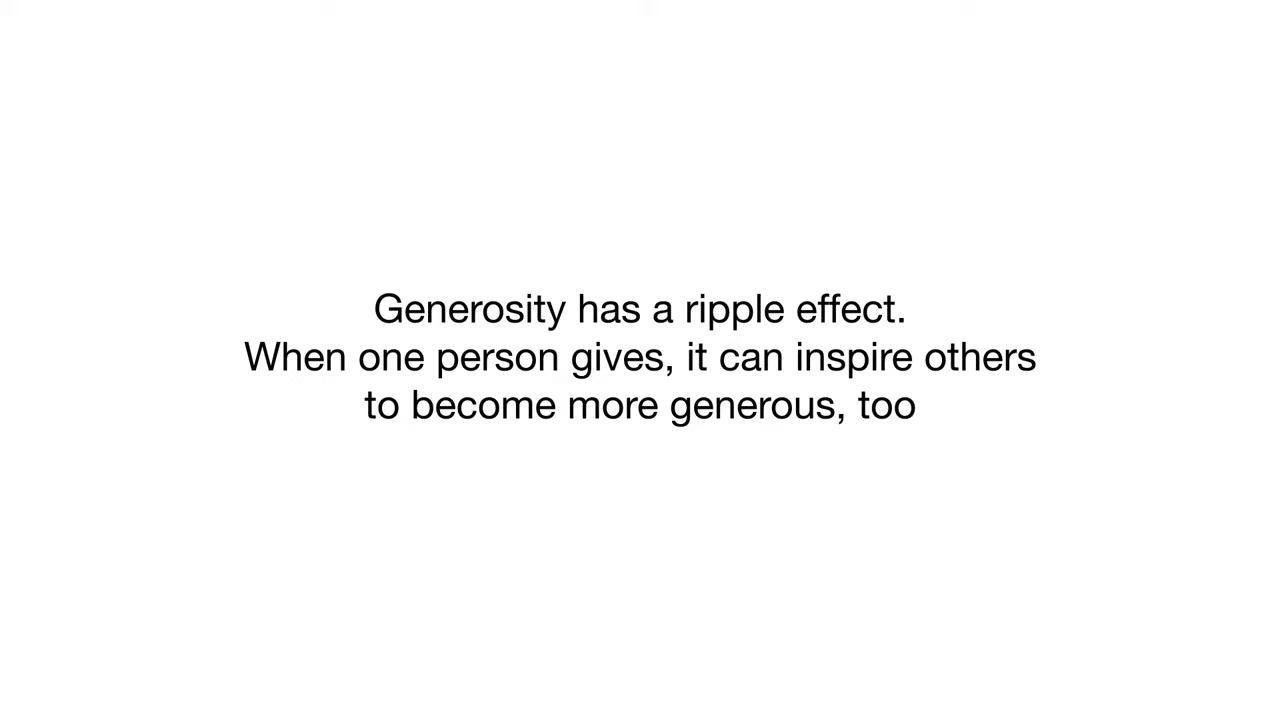 Generosity has a ripple effect.
When one person gives, it can inspire others
to become more generous, too